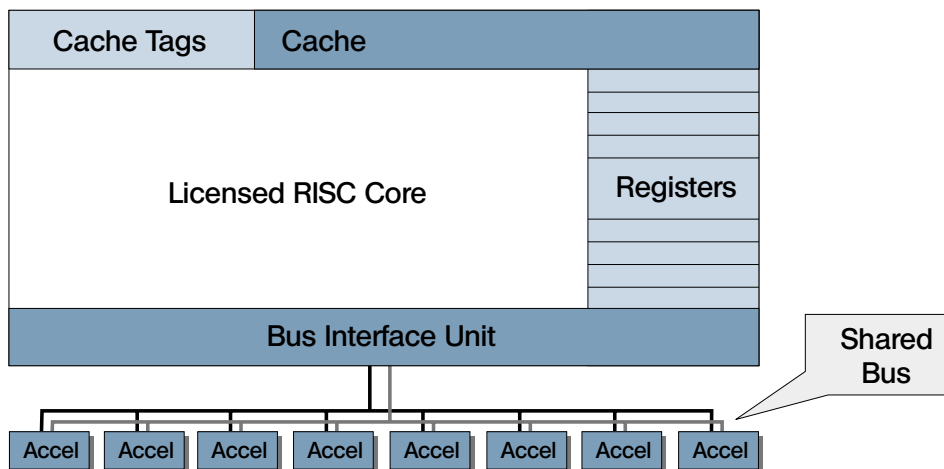 Cache Tags
Cache
Licensed RISC Core
Registers
Bus Interface Unit
Shared
Bus
Accel
Accel
Accel
Accel
Accel
Accel
Accel
Accel